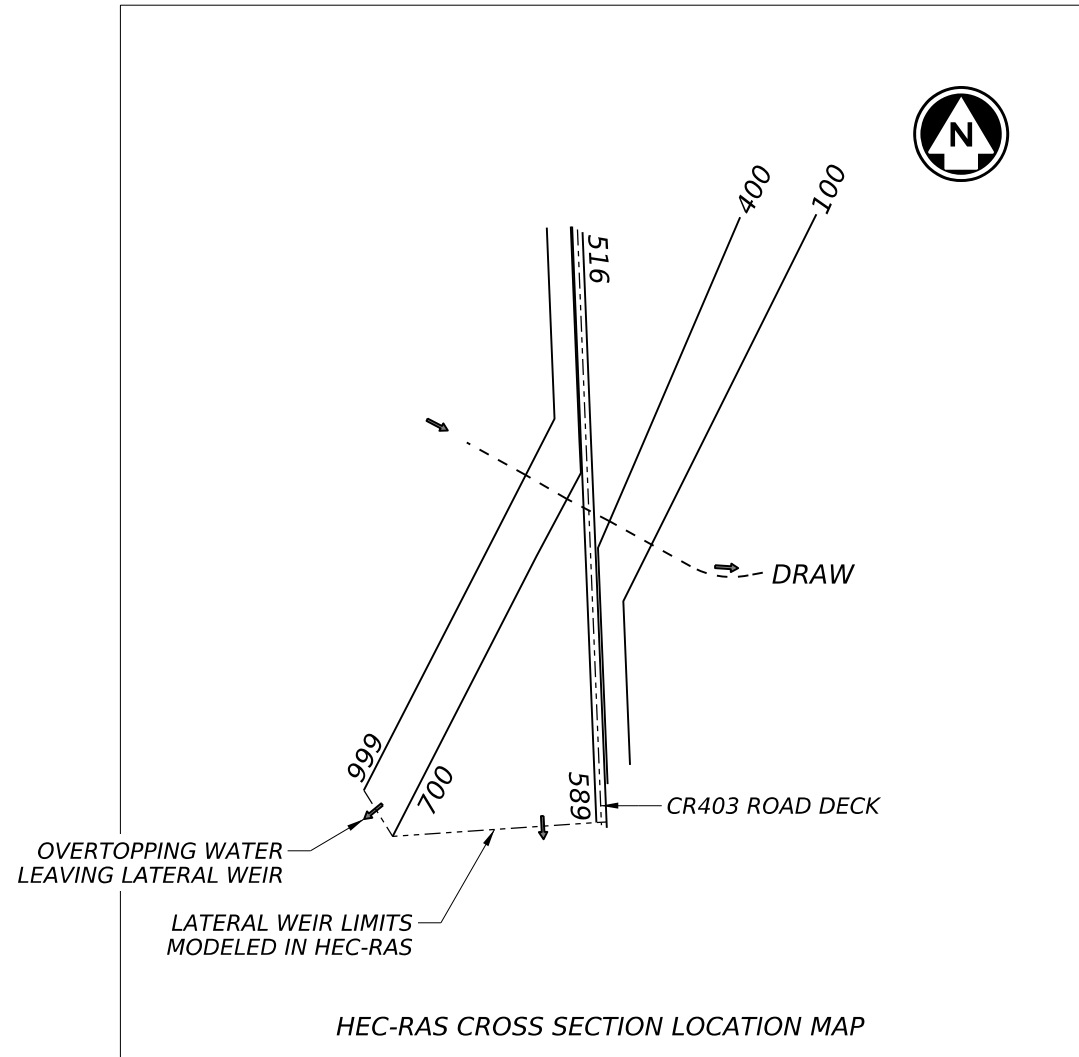 N
400
100
516
DRAW
999
700
589
CR403 ROAD DECK
OVERTOPPING WATER
LEAVING LATERAL WEIR
LATERAL WEIR LIMITS
MODELED IN HEC-RAS
HEC-RAS CROSS SECTION LOCATION MAP